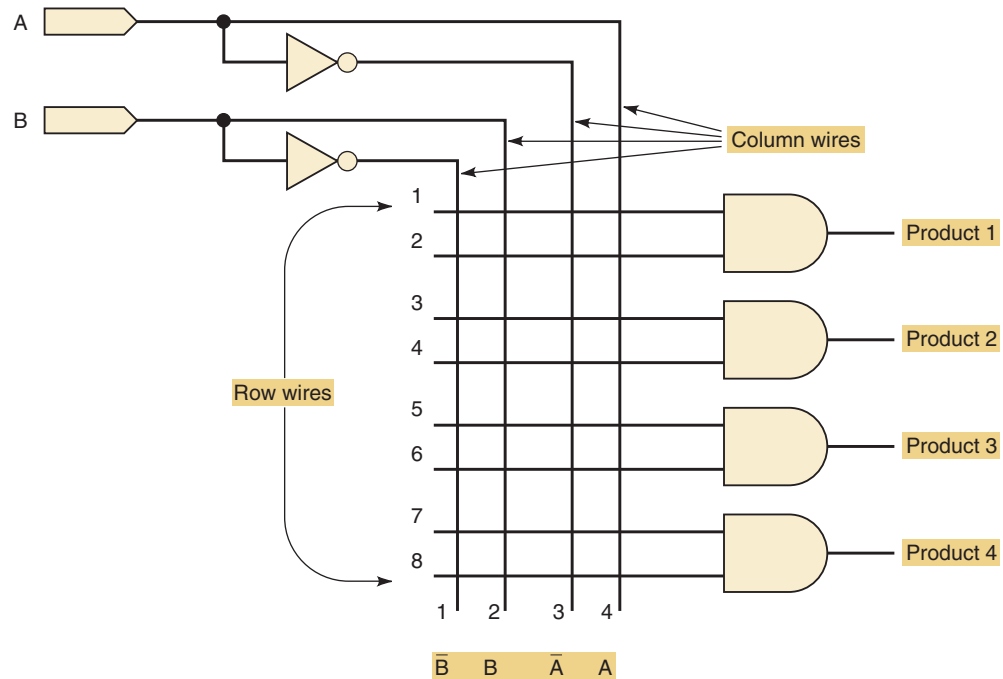 A
B
Column wires
1
Product 1
2
3
Product 2
4
Row wires
5
Product 3
6
7
Product 4
8
1 2 3 4
B̅ B A̅ A